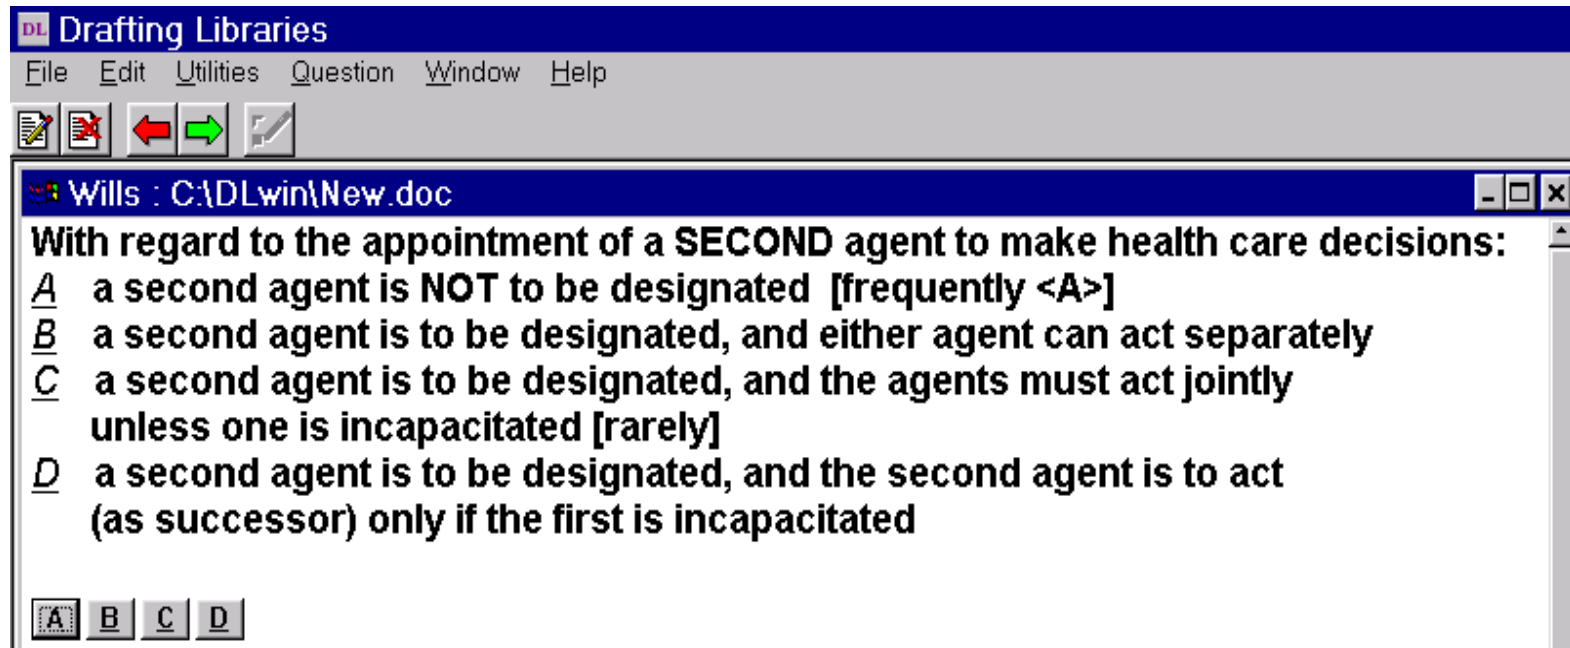 DL Drafting Libraries
File Edit Utilities Question Window Help
Wills : C:\DLwin\New.doc
With regard to the appointment of a SECOND agent to make health care decisions:
A a second agent is NOT to be designated [frequently <A>]
B a second agent is to be designated, and either agent can act separately
C a second agent is to be designated, and the agents must act jointly
unless one is incapacitated [rarely]
D a second agent is to be designated, and the second agent is to act
(as successor) only if the first is incapacitated
A B C D